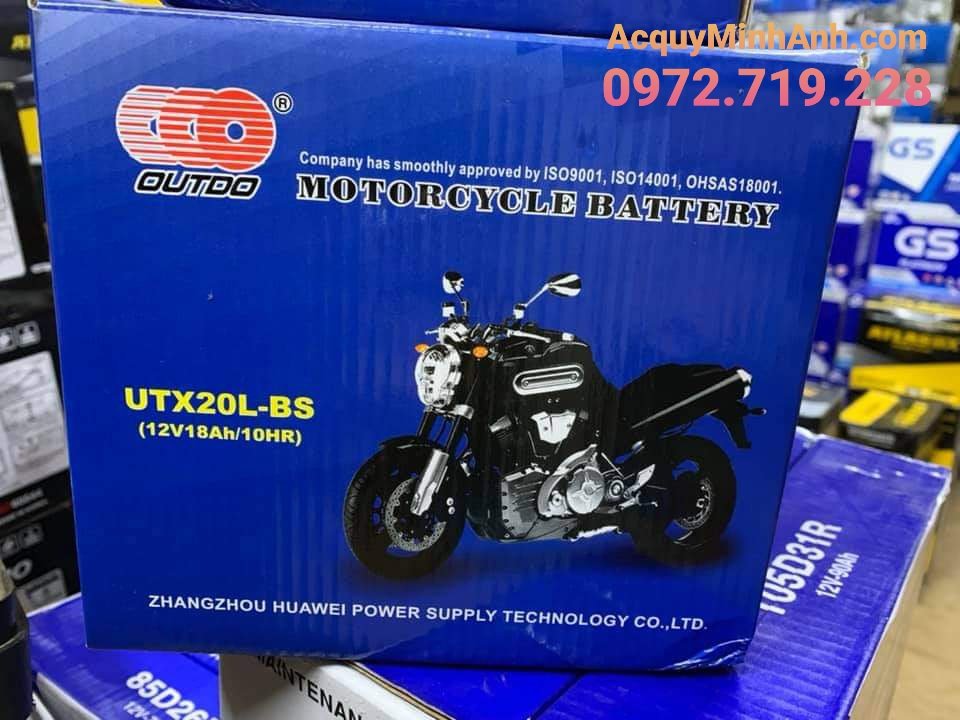 AcquyMinhAnh.com
0972.719.228
OUTDO
®
Company has smoothly approved by ISO9001, ISO14001, OHSAS18001.
MOTORCYCLE BATTERY
UTX20L-BS
(12V18Ah/10HR)
ZHANGZHOU HUAWEI POWER SUPPLY TECHNOLOGY CO.,LTD.
GS
GS
105D31R
12V-90Ah
85D26